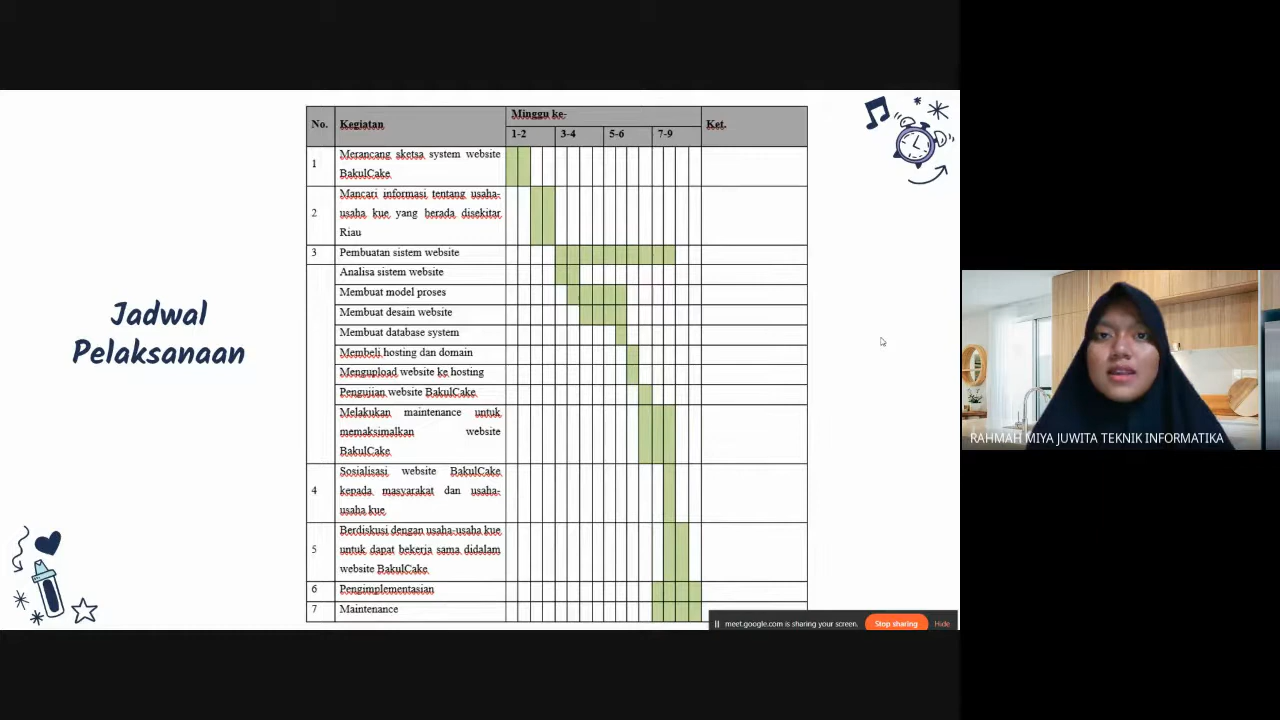 Jadwal
Pelaksanaan
No.
Kegiatan
Minggu ke-
Ket.
1-2
3-4
5-6
7-9
1
Merancang sketsa system website
BakulCake
2
Mancari informasi tentang usaha-
usaha kue yang berada disekitar
Riau
3
Pembuatan sistem website
Analisa sistem website
Membuat model proses
Membuat desain website
Membuat database system
Membeli hosting dan domain
Mengupload website ke hosting
Pengujian website BakulCake
Melakukan maintenance untuk
memaksimalkan website
BakulCake
4
Sosialisasi website BakulCake
kepada masyarakat dan usaha-
usaha kue
5
Berdiskusi dengan usaha-usaha kue
untuk dapat bekerja sama didalam
website BakulCake
6
Pengimplementasian
7
Maintenance
meet.google.com is sharing your screen.
Stop sharing
Hide
RAHMAH MIYA JUWITA TEKNIK INFORMATIKA